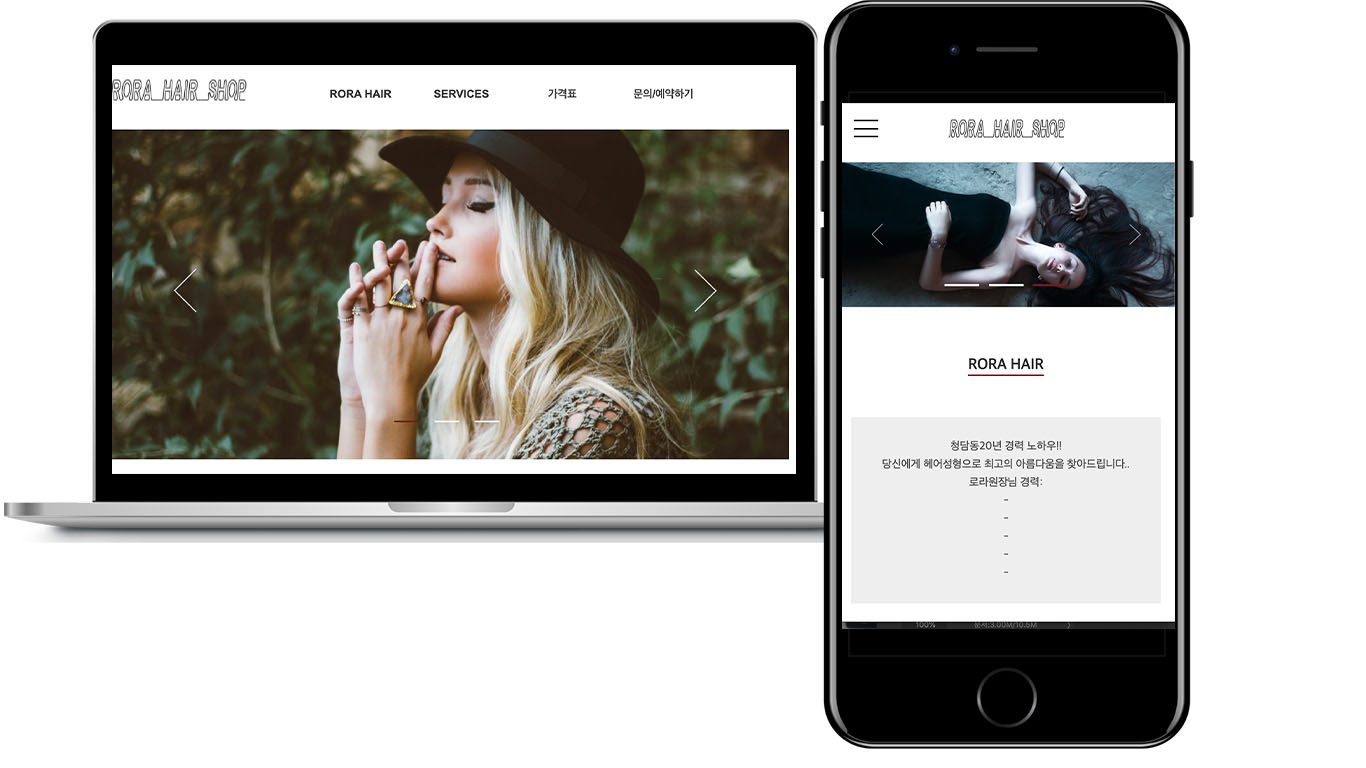 RORA_HAIR_SHOP
RORA HAIR SERVICES 가격표 문의/예약하기
RORA_HAIR_SHOP
RORA HAIR
청담동20년 경력 노하우!!
당신에게 헤어성형으로 최고의 아름다움을 찾아드립니다..
로라원장님 경력:
-
-
-
-
-
100% 문서:3.00M/10.5M